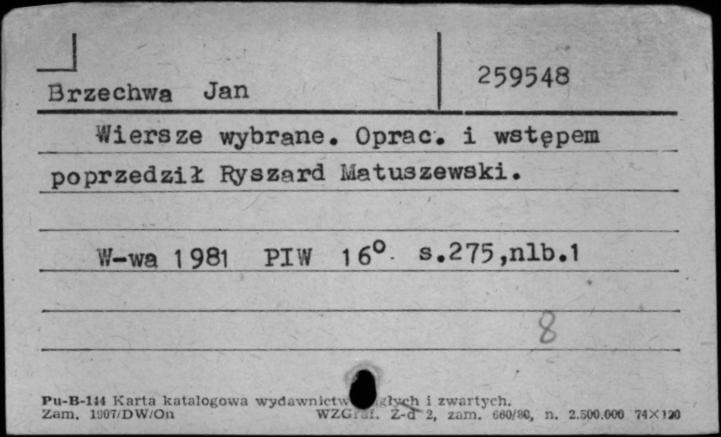 Brzechwa Jan
259548
Wiersze wybrane. Oprac. i wstępem
poprzedził Ryszard Matuszewski.
W-wa 1981 PIW 16° s.275,nlb.1
8
Pu-B-144 Karta katalogowa i zwartych.
Zam. 1907/DW/On Z-d 2, zam. 660/80, n. 2.500.000 74×120